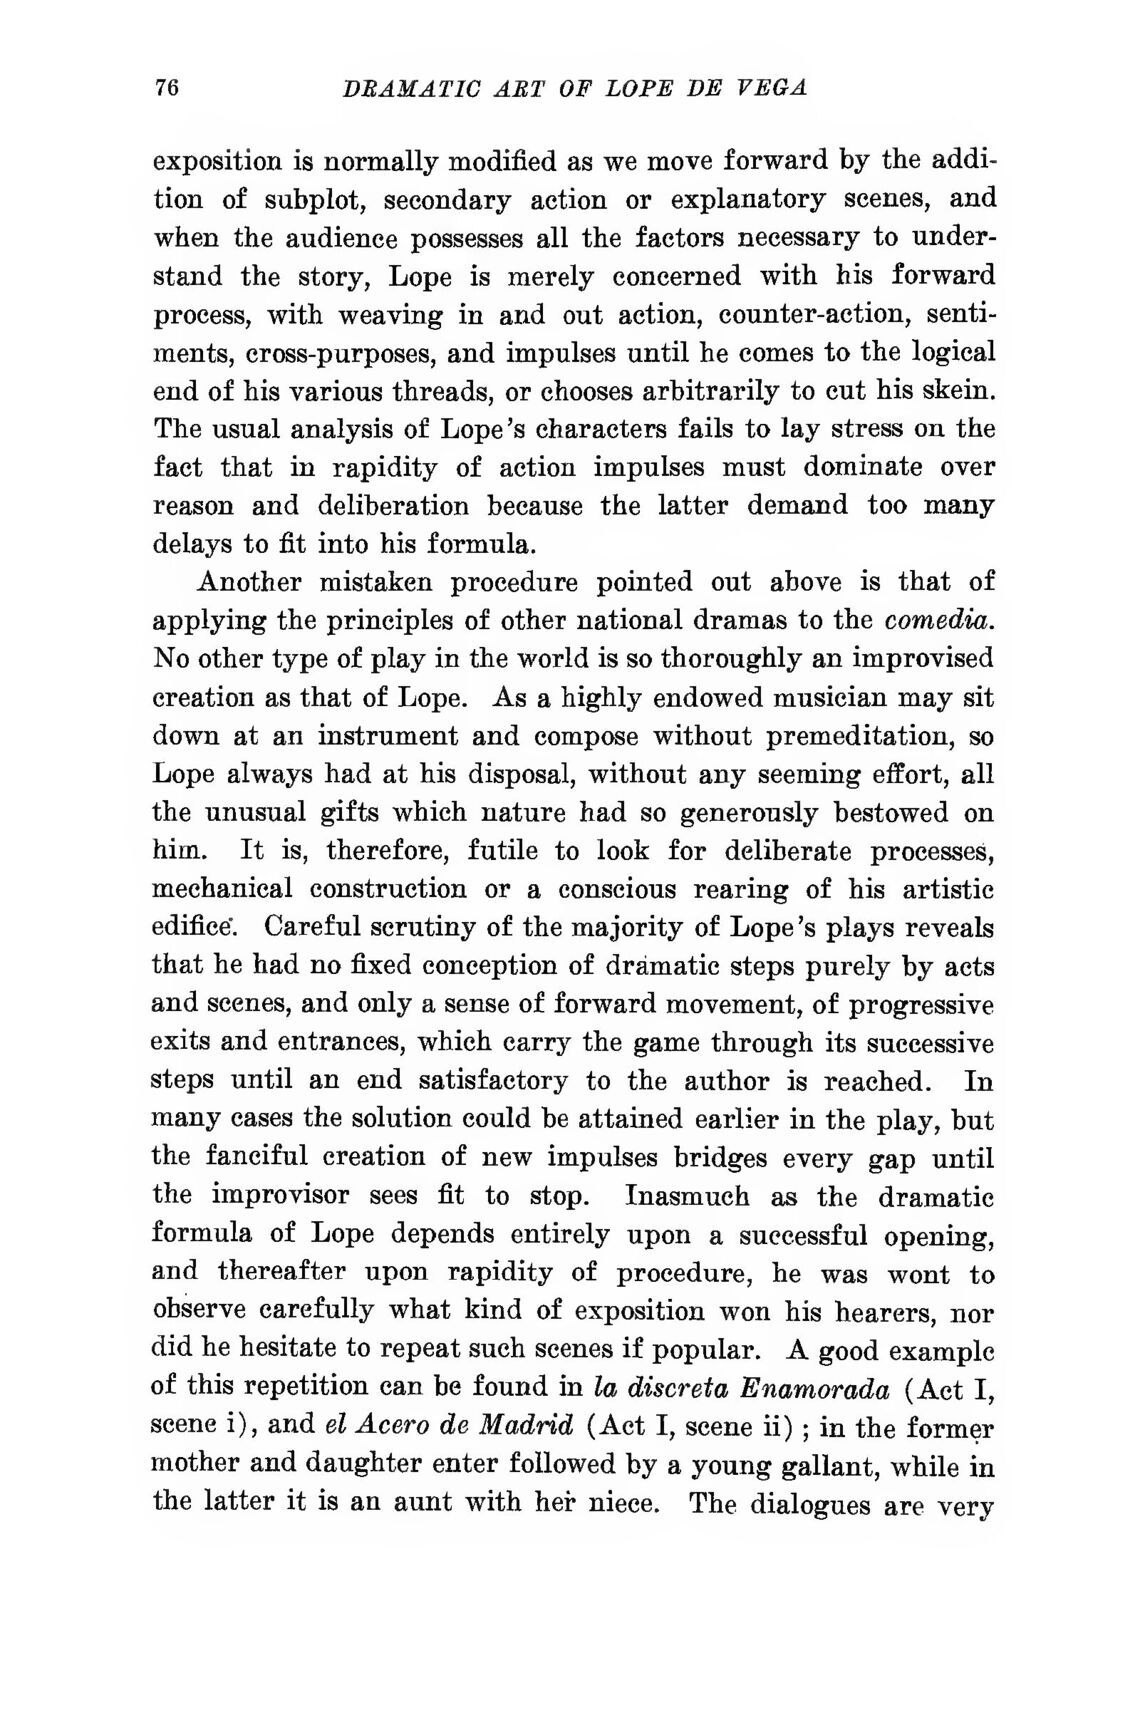 76 DRAMATIC ART OF LOPE DE VEGA
exposition is normally modified as we move forward by the addi-
tion of subplot, secondary action or explanatory scenes, and
when the audience possesses all the factors necessary to under-
stand the story, Lope is merely concerned with his forward
process, with weaving in and out action, counter-action, senti-
ments, cross-purposes, and impulses until he comes to the logical
end of his various threads, or chooses arbitrarily to cut his skein.
The usual analysis of Lope's characters fails to lay stress on the
fact that in rapidity of action impulses must dominate over
reason and deliberation because the latter demand too many
delays to fit into his formula.
Another mistaken procedure pointed out above is that of
applying the principles of other national dramas to the comedia.
No other type of play in the world is so thoroughly an improvised
creation as that of Lope. As a highly endowed musician may sit
down at an instrument and compose without premeditation, so
Lope always had at his disposal, without any seeming effort, all
the unusual gifts which nature had so generously bestowed on
him. It is, therefore, futile to look for deliberate processes,
mechanical construction or a conscious rearing of his artistic
edifice. Careful scrutiny of the majority of Lope's plays reveals
that he had no fixed conception of dramatic steps purely by acts
and scenes, and only a sense of forward movement, of progressive
exits and entrances, which carry the game through its successive
steps until an end satisfactory to the author is reached. In
many cases the solution could be attained earlier in the play, but
the fanciful creation of new impulses bridges every gap until
the improvisor sees fit to stop. Inasmuch as the dramatic
formula of Lope depends entirely upon a successful opening,
and thereafter upon rapidity of procedure, he was wont to
observe carefully what kind of exposition won his hearers, nor
did he hesitate to repeat such scenes if popular. A good example
of this repetition can be found in la discreta Enamorada (Act I,
scene i), and el Acero de Madrid (Act I, scene ii) ; in the former
mother and daughter enter followed by a young gallant, while in
the latter it is an aunt with her niece. The dialogues are very